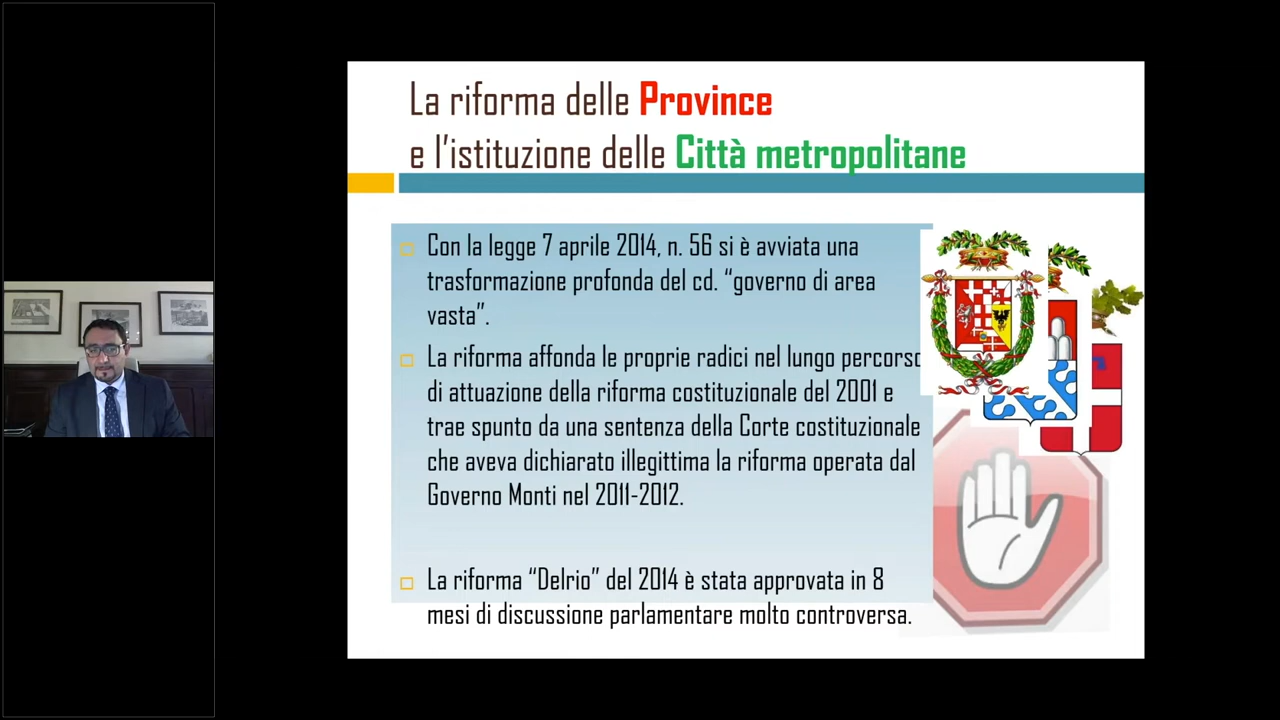 La riforma delle Province
e l'istituzione delle Città metropolitane
Con la legge 7 aprile 2014, n. 56 si è avviata una
trasformazione profonda del cd. “governo di area
vasta”.
La riforma affonda le proprie radici nel lungo percorso
di attuazione della riforma costituzionale del 2001 e
trae spunto da una sentenza della Corte costituzionale
che aveva dichiarato illegittima la riforma operata dal
Governo Monti nel 2011-2012.
La riforma “Delrio” del 2014 è stata approvata in 8
mesi di discussione parlamentare molto controversa.